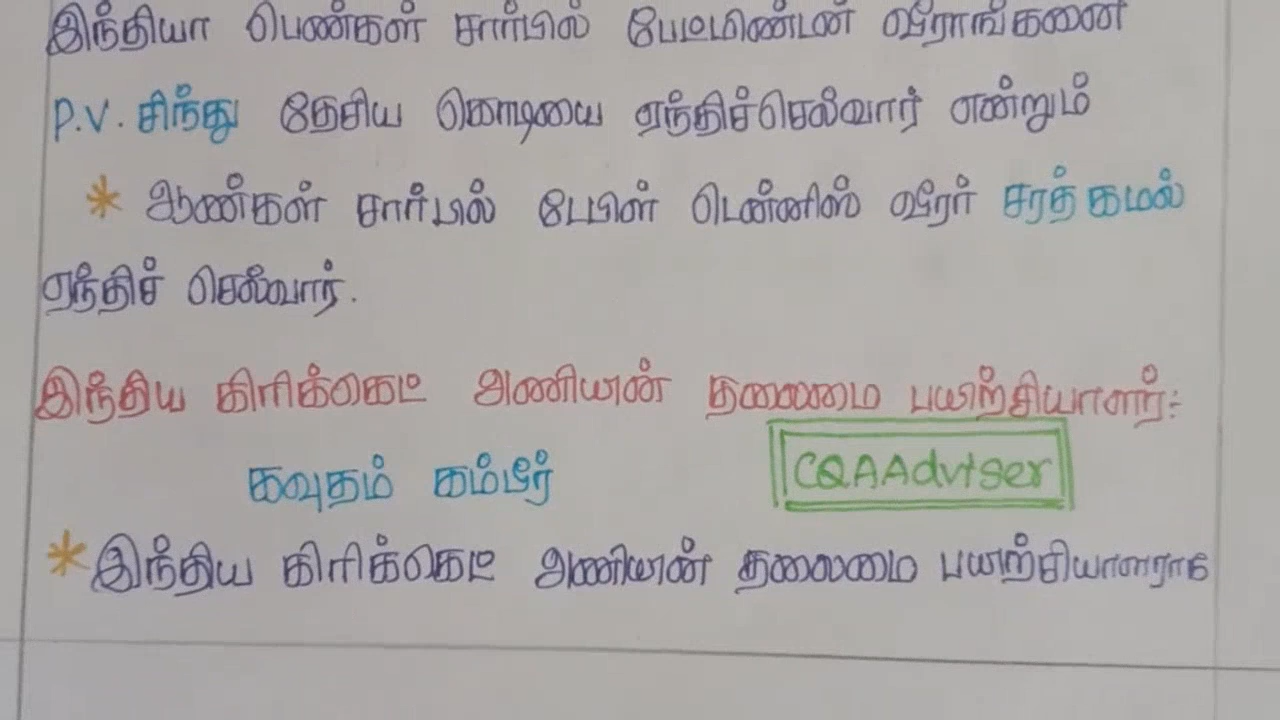 இந்தியா பெண்கள் சார்பில் பேட்மிண்டன் வீராங்கனை
P.V. சிந்து தேசிய கொடியை ஏந்திச்செல்வார் என்றும்
* ஆண்கள் சார்பில் டேபிள் டென்னிஸ் வீரர் சரத் கமல்
ஏந்திச் செல்வார்.
இந்திய கிரிக்கெட் அணியின் தலைமை பயிற்சியாளர்:
கவுதம் கம்பீர்
CQAAdviser
* இந்திய கிரிக்கெட் அணியின் தலைமை பயிற்சியாளராக